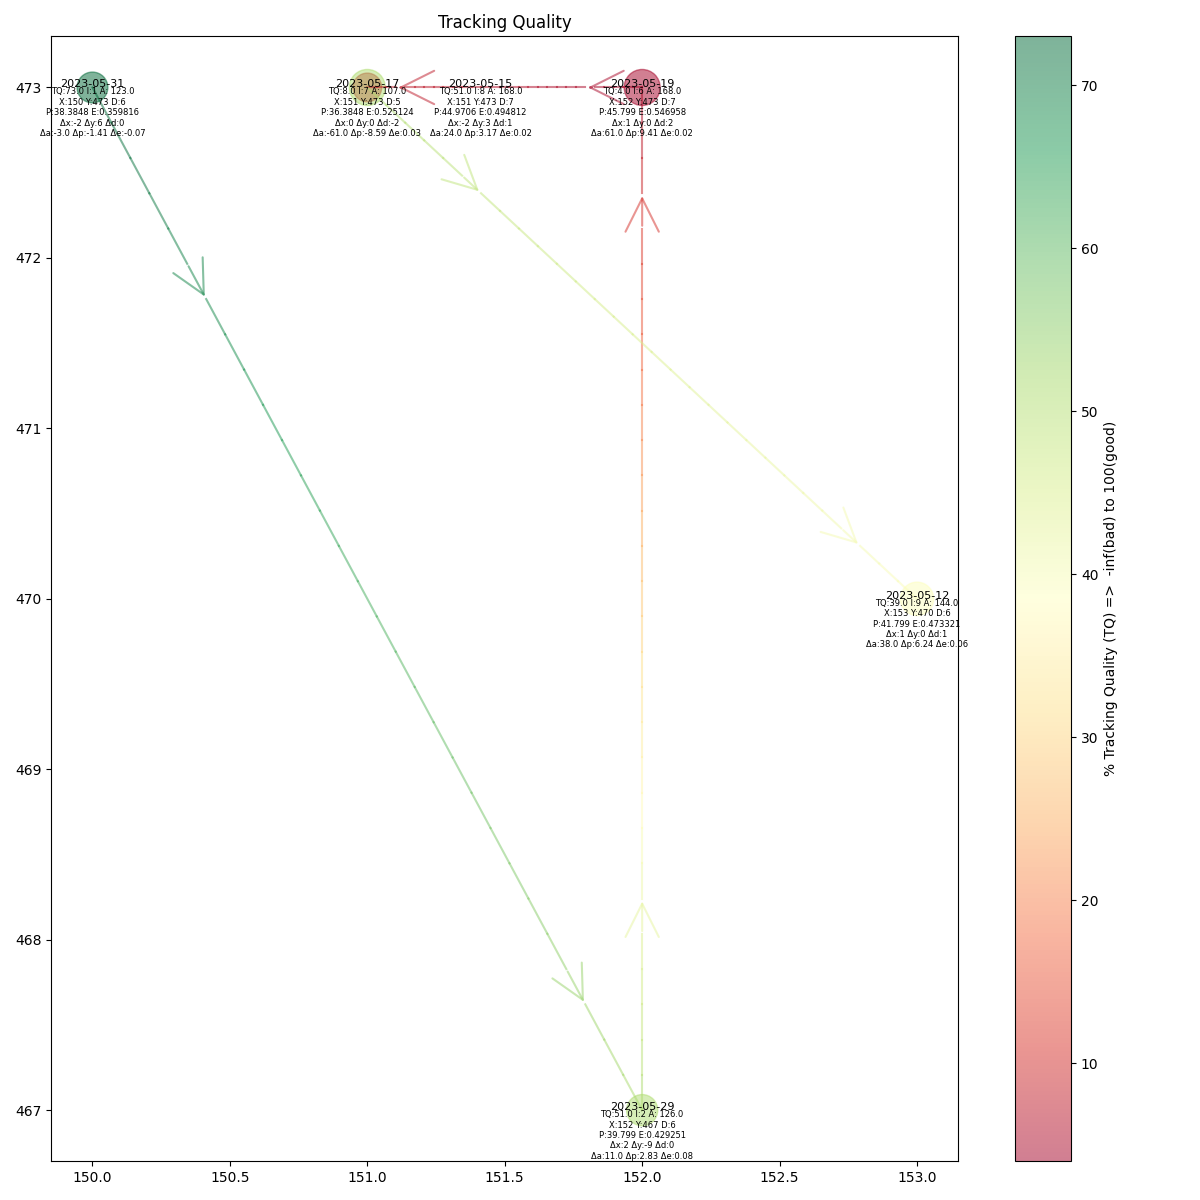 Tracking Quality
2023-05-31
TQ:73.0 I:1 A: 123.0
X:150 Y:473 D:6
P:38.3848 E:0.359816
Δx:-2 Δy:6 Δd:0
Δa:-3.0 Δp:-1.41 Δe:-0.07
2023-05-17
TQ:8.0 I:7 A: 107.0
X:151 Y:473 D:5
P:36.3848 E:0.525124
Δx:0 Δy:0 Δd:-2
Δa:-61.0 Δp:-8.59 Δe:0.03
2023-05-15
TQ:51.0 I:8 A: 168.0
X:151 Y:473 D:7
P:44.9706 E:0.494812
Δx:-2 Δy:3 Δd:1
Δa:24.0 Δp:3.17 Δe:0.02
2023-05-19
TQ:4.0 I:6 A: 168.0
X:152 Y:473 D:7
P:45.799 E:0.546958
Δx:1 Δy:0 Δd:2
Δa:61.0 Δp:9.41 Δe:0.02
2023-05-12
TQ:39.0 I:9 A: 144.0
X:153 Y:470 D:6
P:41.799 E:0.473321
Δx:1 Δy:0 Δd:1
Δa:38.0 Δp:6.24 Δe:0.06
2023-05-29
TQ:51.0 I:2 A: 126.0
X:152 Y:467 D:6
P:39.799 E:0.429251
Δx:2 Δy:-9 Δd:0
Δa:11.0 Δp:2.83 Δe:0.08
473
472
471
470
469
468
467
150.0
150.5
151.0
151.5
152.0
152.5
153.0
70
60
50
40
30
20
10
% Tracking Quality (TQ) => -inf(bad) to 100(good)